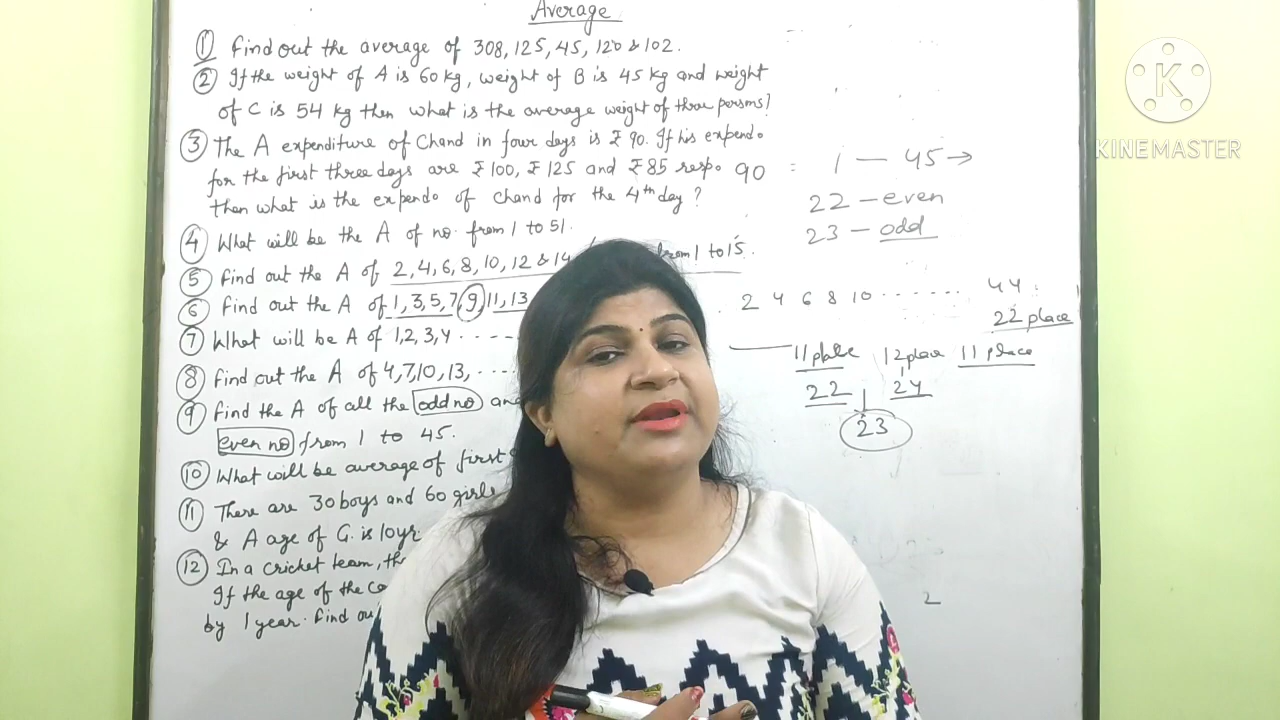 Average
① Find out the average of 308, 125, 45, 120 & 102.
② If the weight of A is 60 kg, weight of B is 45 kg and weight
of C is 54 kg then what is the average weight of three persons?
③ The A expenditure of Chand in four days is ₹ 90. If his expend°
for the first three days are ₹ 100, ₹ 125 and ₹ 85 resp°
then what is the expend° of Chand for the 4th day?
④ What will be the A of no. from 1 to 51.
⑤ Find out the A of 2, 4, 6, 8, 10, 12 & 14 from 1 to 15.
⑥ Find out the A of 1, 3, 5, 7, 9, 11, 13
⑦ What will be A of 1, 2, 3, 4 - - - - -
⑧ Find out the A of 4, 7, 10, 13, - - - -
⑨ Find the A of all the odd no and
even no from 1 to 45.
⑩ What will be average of first
⑪ There are 30 boys and 60 girls
& A age of G. is 10 yr
⑫ In a cricket team, th
If the age of the ca
by 1 year. Find ou
90 = 1 — 45 →
22 — even
23 — odd
2 4 6 8 10 - - - - - - - 44
22 place
11 place 12 place 11 place
22 24
23
2
K
KINEMASTER